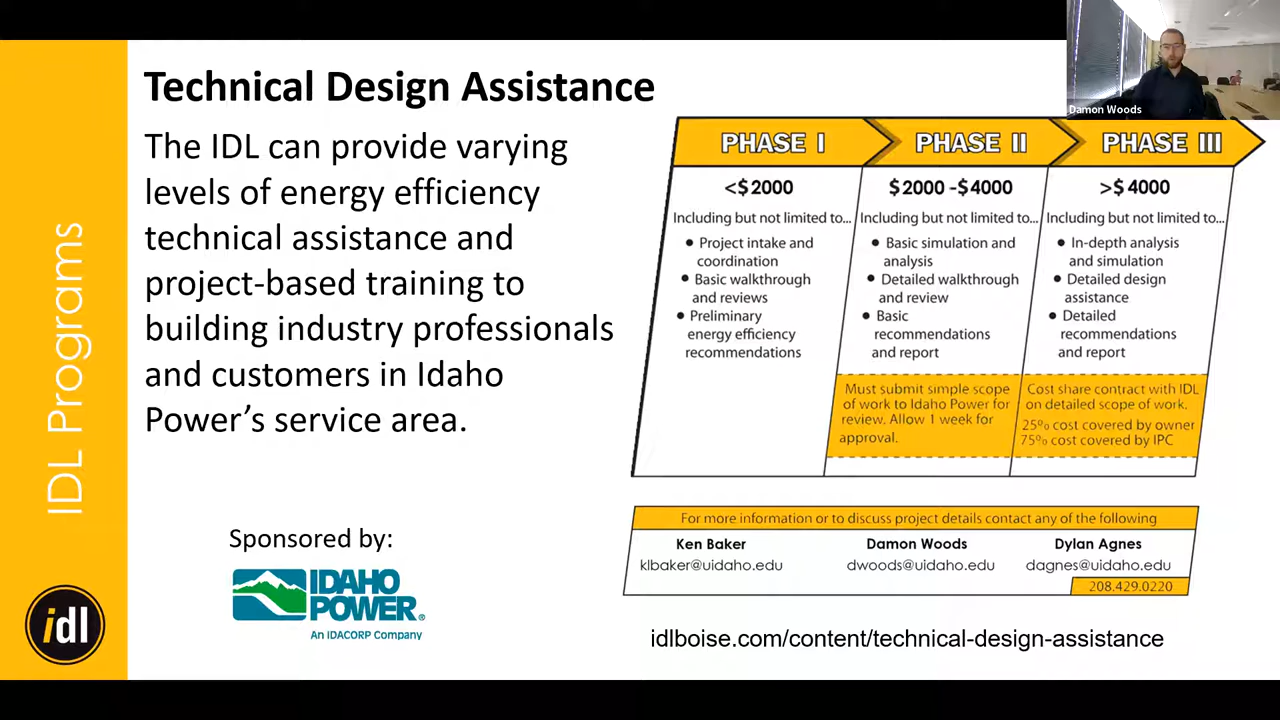 Technical Design Assistance
The IDL can provide varying
levels of energy efficiency
technical assistance and
project-based training to
building industry professionals
and customers in Idaho
Power's service area.
IDL Programs
idl
Sponsored by:
IDAHO
POWER®
An IDACORP Company
Damon Woods
PHASE I
<$2000
Including but not limited to...
• Project intake and
coordination
• Basic walkthrough
and reviews
• Preliminary
energy efficiency
recommendations
PHASE II
$2000 -$4000
Including but not limited to...
• Basic simulation and
analysis
• Detailed walkthrough
and review
• Basic
recommendations
and report
Must submit simple scope
of work to Idaho Power for
review. Allow 1 week for
approval.
PHASE III
>$4000
Including but not limited to...
• In-depth analysis
and simulation
• Detailed design
assistance
• Detailed
recommendations
and report
Cost share contract with IDL
on detailed scope of work.
25% cost covered by owner
75% cost covered by IPC
For more information or to discuss project details contact any of the following
Ken Baker
klbaker@uidaho.edu
Damon Woods
dwoods@uidaho.edu
Dylan Agnes
dagnes@uidaho.edu
208.429.0220
idlboise.com/content/technical-design-assistance